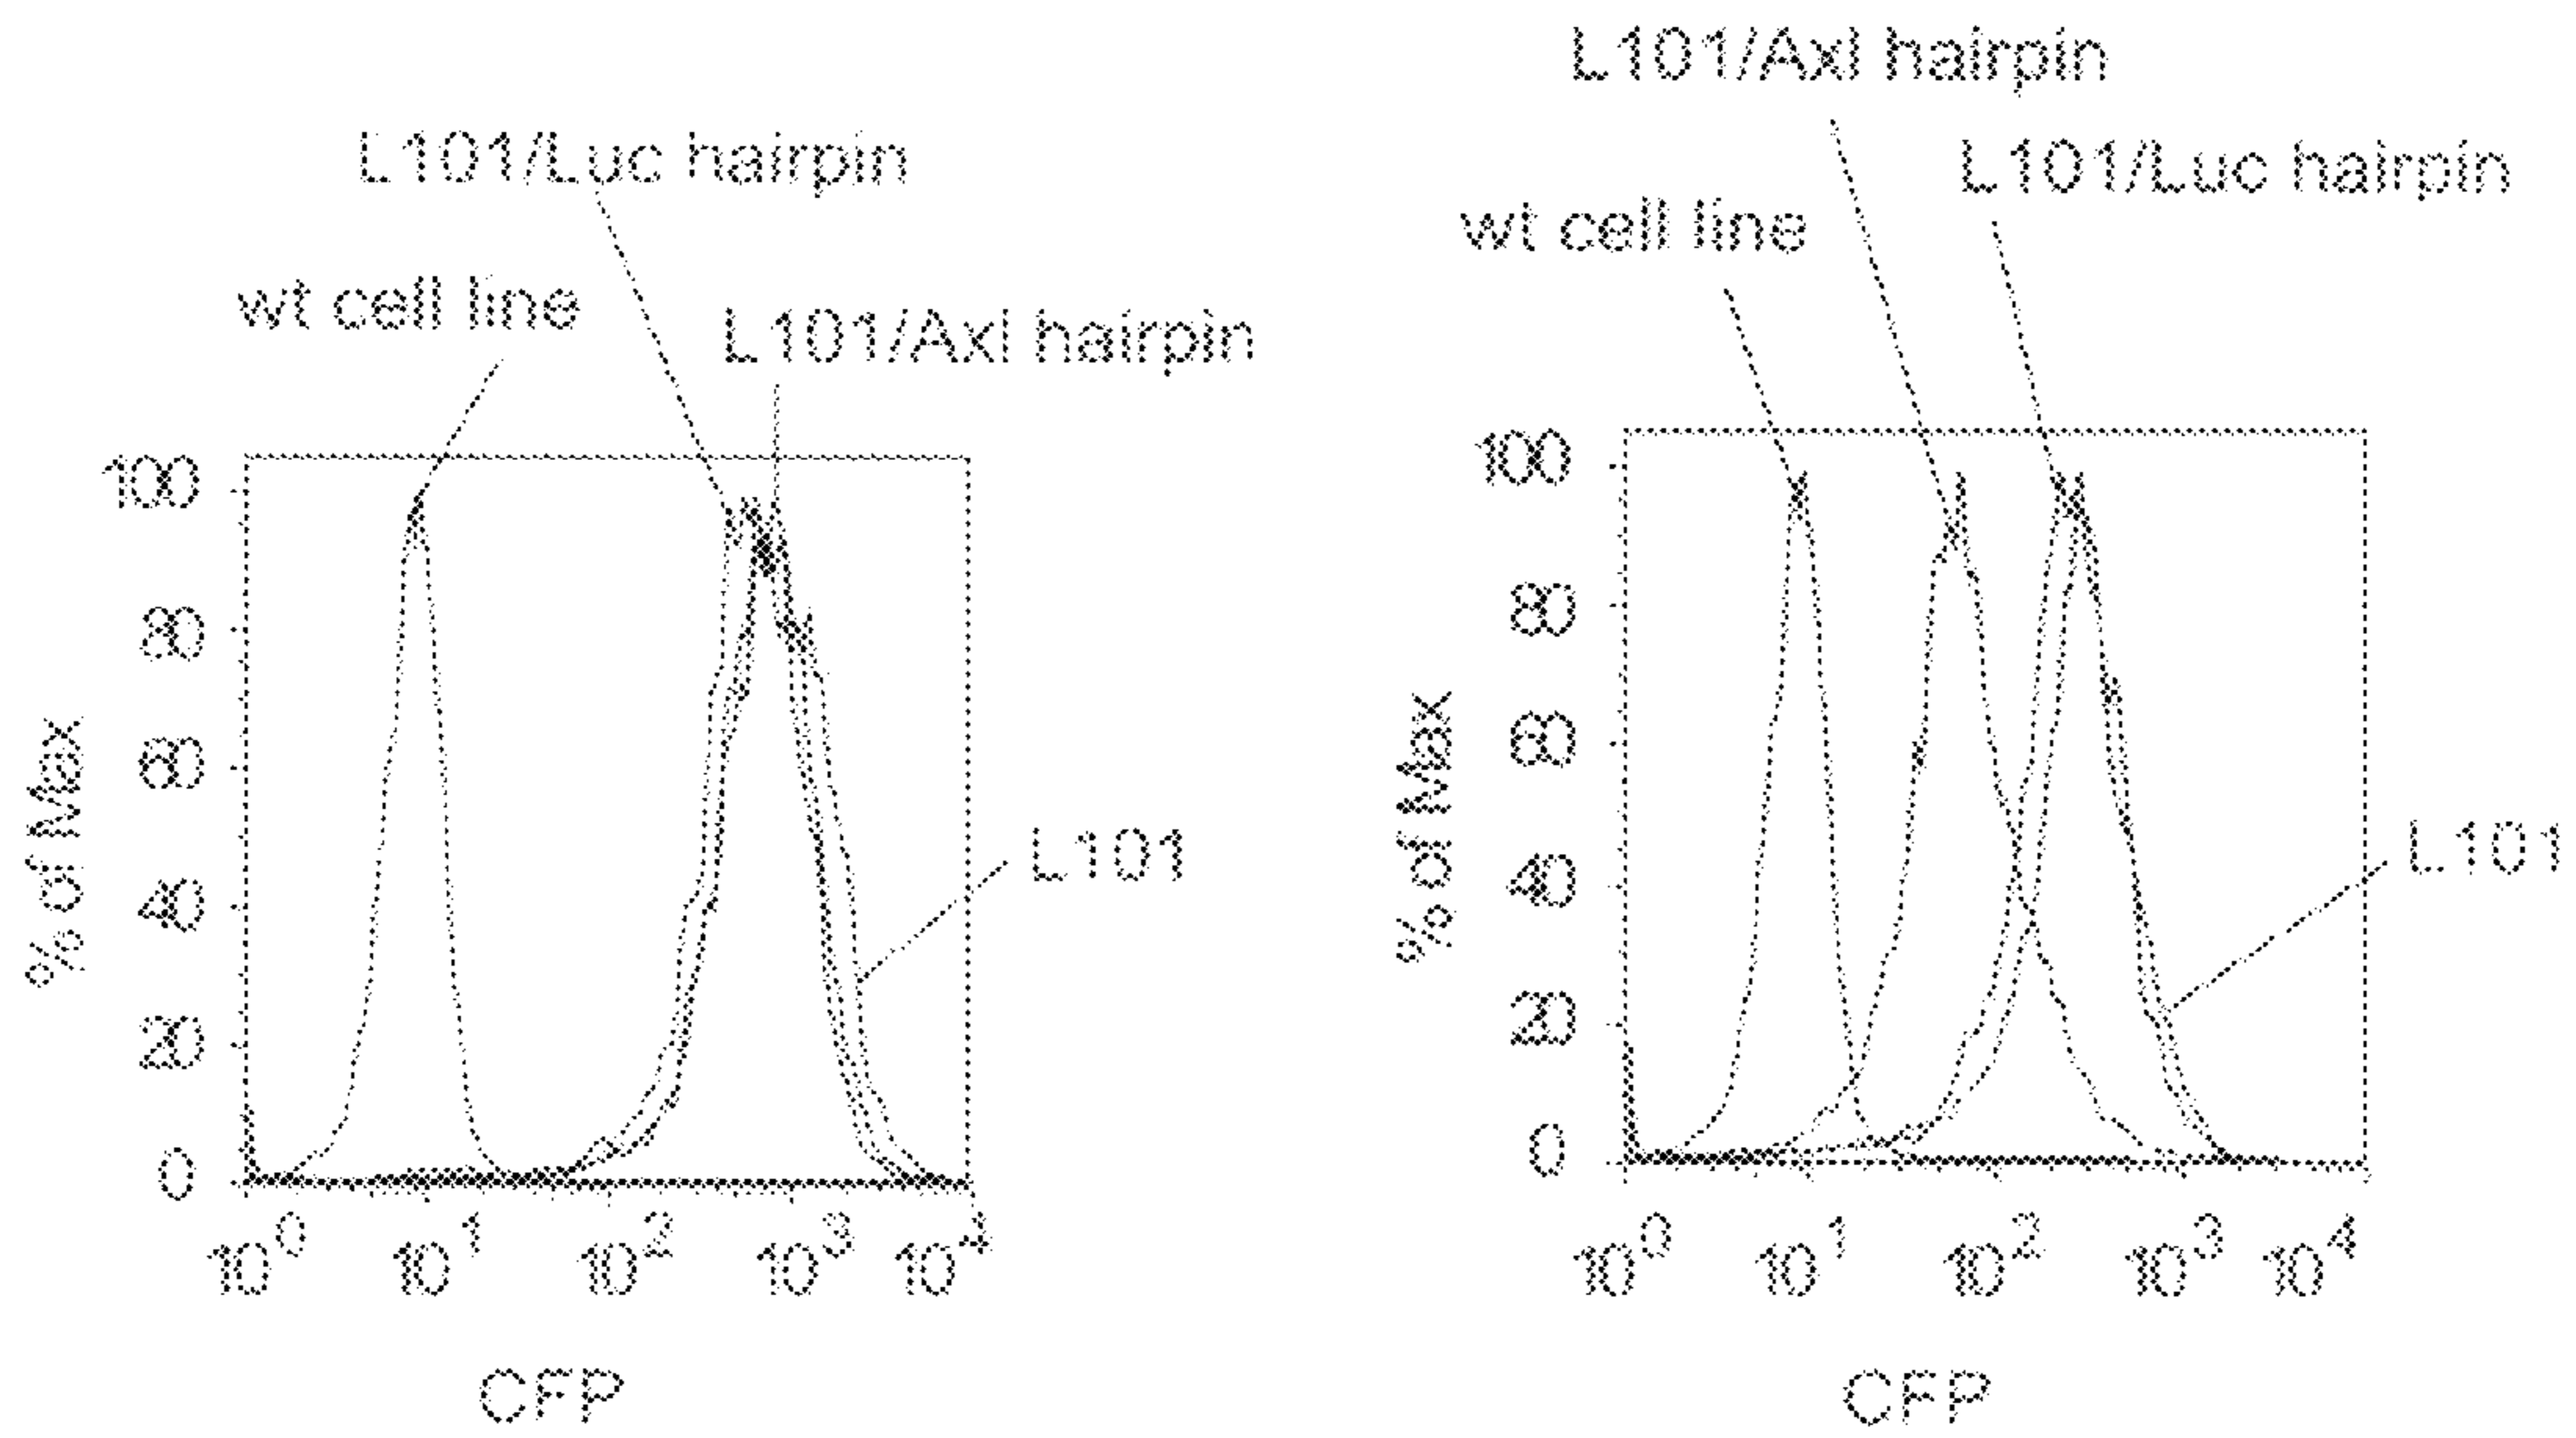 L101/Luc hairpin
wt cell line
L101/Axl hairpin
100
80
60
40
20
0
% of Max
L101
10^0 10^1 10^2 10^3 10^4
CFP
L101/Axl hairpin
L101/Luc hairpin
wt cell line
100
80
60
40
20
0
% of Max
L101
10^0 10^1 10^2 10^3 10^4
CFP